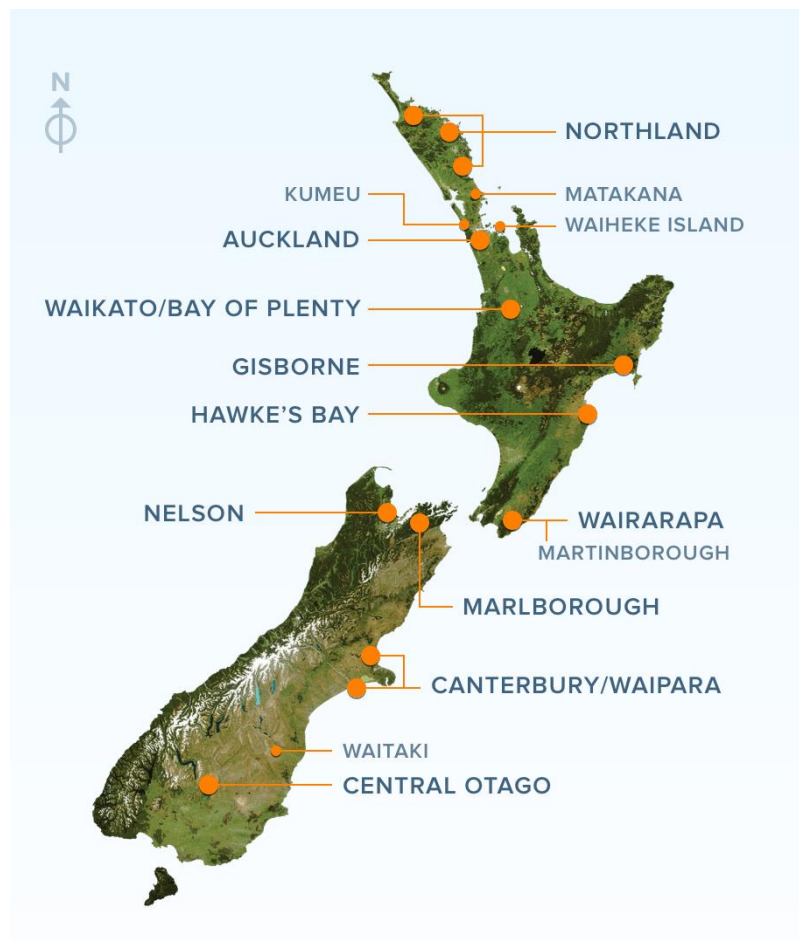 N
NORTHLAND
KUMEU
MATAKANA
WAIHEKE ISLAND
AUCKLAND
WAIKATO/BAY OF PLENTY
GISBORNE
HAWKE'S BAY
NELSON
WAIRARAPA
MARTINBOROUGH
MARLBOROUGH
CANTERBURY/WAIPARA
WAITAKI
CENTRAL OTAGO